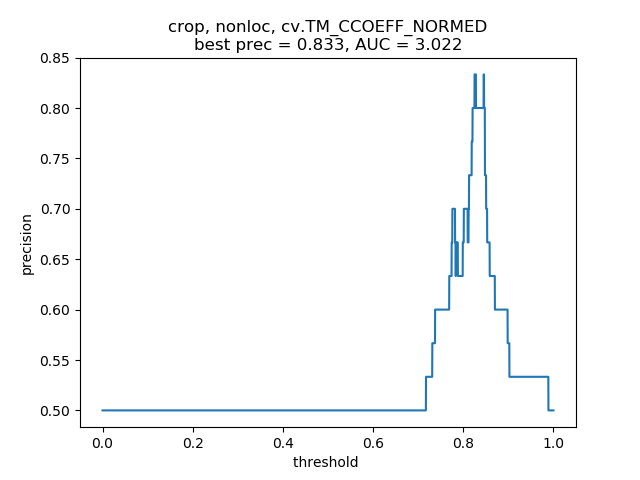 crop, nonloc, cv.TM_CCOEFF_NORMED
best prec = 0.833, AUC = 3.022
0.85
0.80
0.75
0.70
0.65
0.60
0.55
0.50
precision
0.0 0.2 0.4 0.6 0.8 1.0
threshold